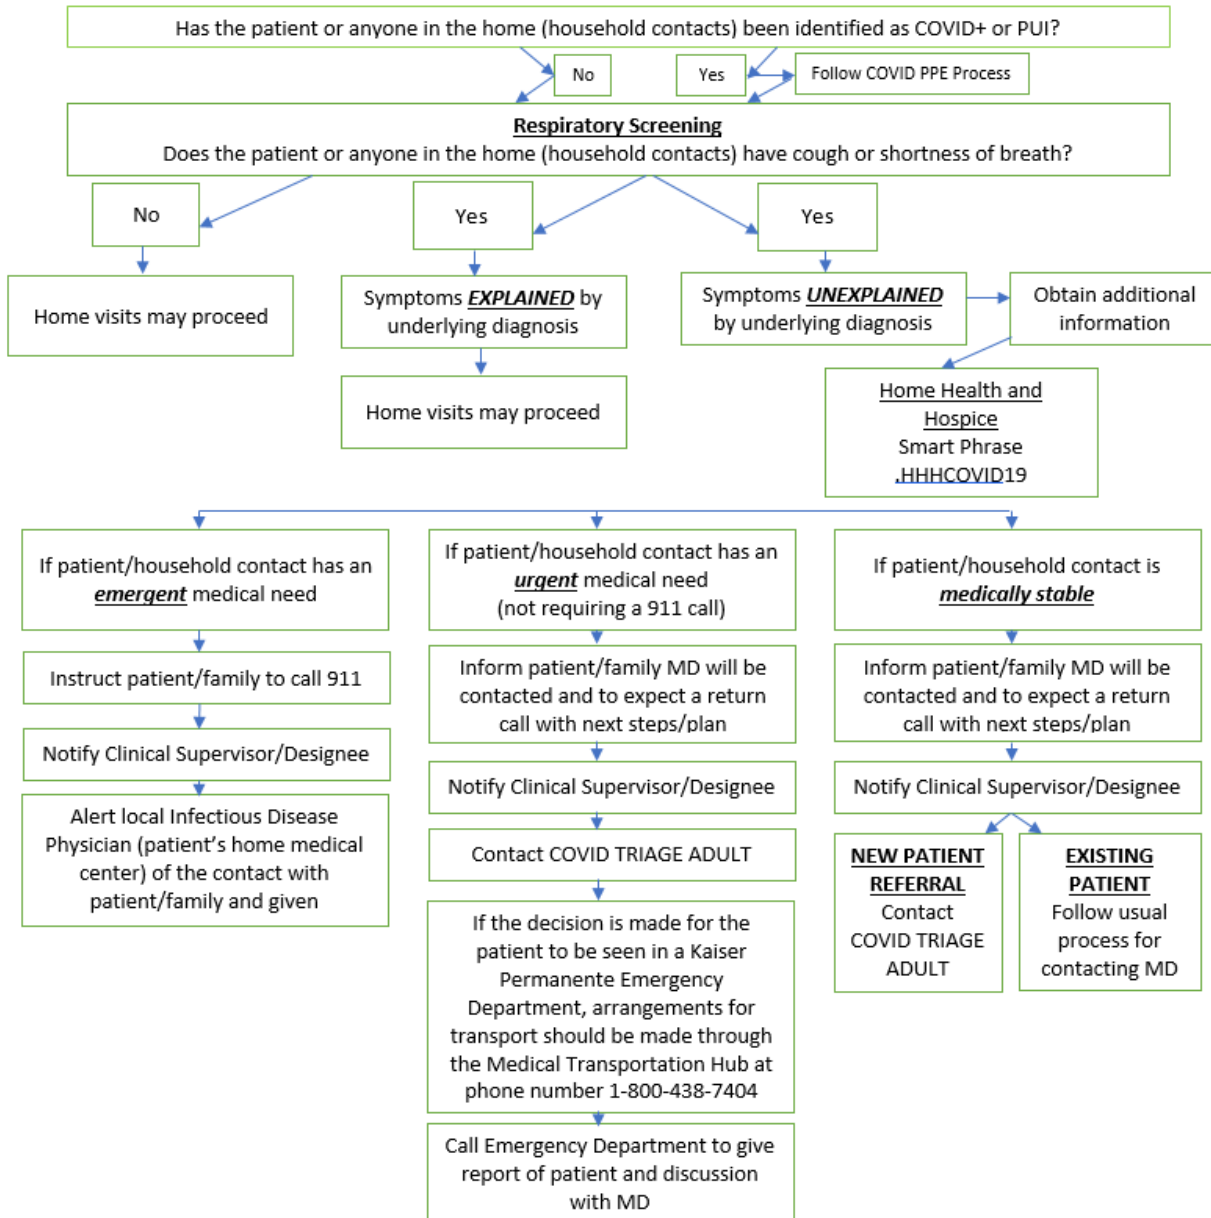 Has the patient or anyone in the home (household contacts) been identified as COVID+ or PUI?
No
Yes
Follow COVID PPE Process
Respiratory Screening
Does the patient or anyone in the home (household contacts) have cough or shortness of breath?
No
Yes
Yes
Home visits may proceed
Symptoms EXPLAINED by
underlying diagnosis
Symptoms UNEXPLAINED
by underlying diagnosis
Obtain additional
information
Home visits may proceed
Home Health and
Hospice
Smart Phrase
.HHHCOVID19
If patient/household contact has an
emergent medical need
Instruct patient/family to call 911
Notify Clinical Supervisor/Designee
Alert local Infectious Disease
Physician (patient's home medical
center) of the contact with
patient/family and given
If patient/household contact has an
urgent medical need
(not requiring a 911 call)
Inform patient/family MD will be
contacted and to expect a return
call with next steps/plan
Notify Clinical Supervisor/Designee
Contact COVID TRIAGE ADULT
If the decision is made for the
patient to be seen in a Kaiser
Permanente Emergency
Department, arrangements for
transport should be made through
the Medical Transportation Hub at
phone number 1-800-438-7404
Call Emergency Department to give
report of patient and discussion
with MD
If patient/household contact is
medically stable
Inform patient/family MD will be
contacted and to expect a return
call with next steps/plan
Notify Clinical Supervisor/Designee
NEW PATIENT
REFERRAL
Contact
COVID TRIAGE
ADULT
EXISTING
PATIENT
Follow usual
process for
contacting MD